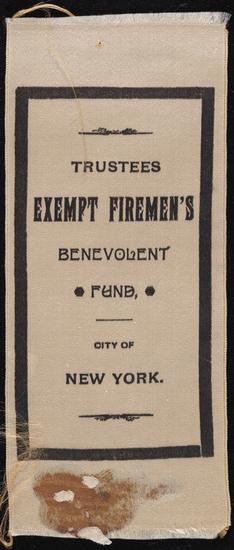 TRUSTEES
EXEMPT FIREMEN'S
BENEVOLENT
FUND,
CITY OF
NEW YORK.